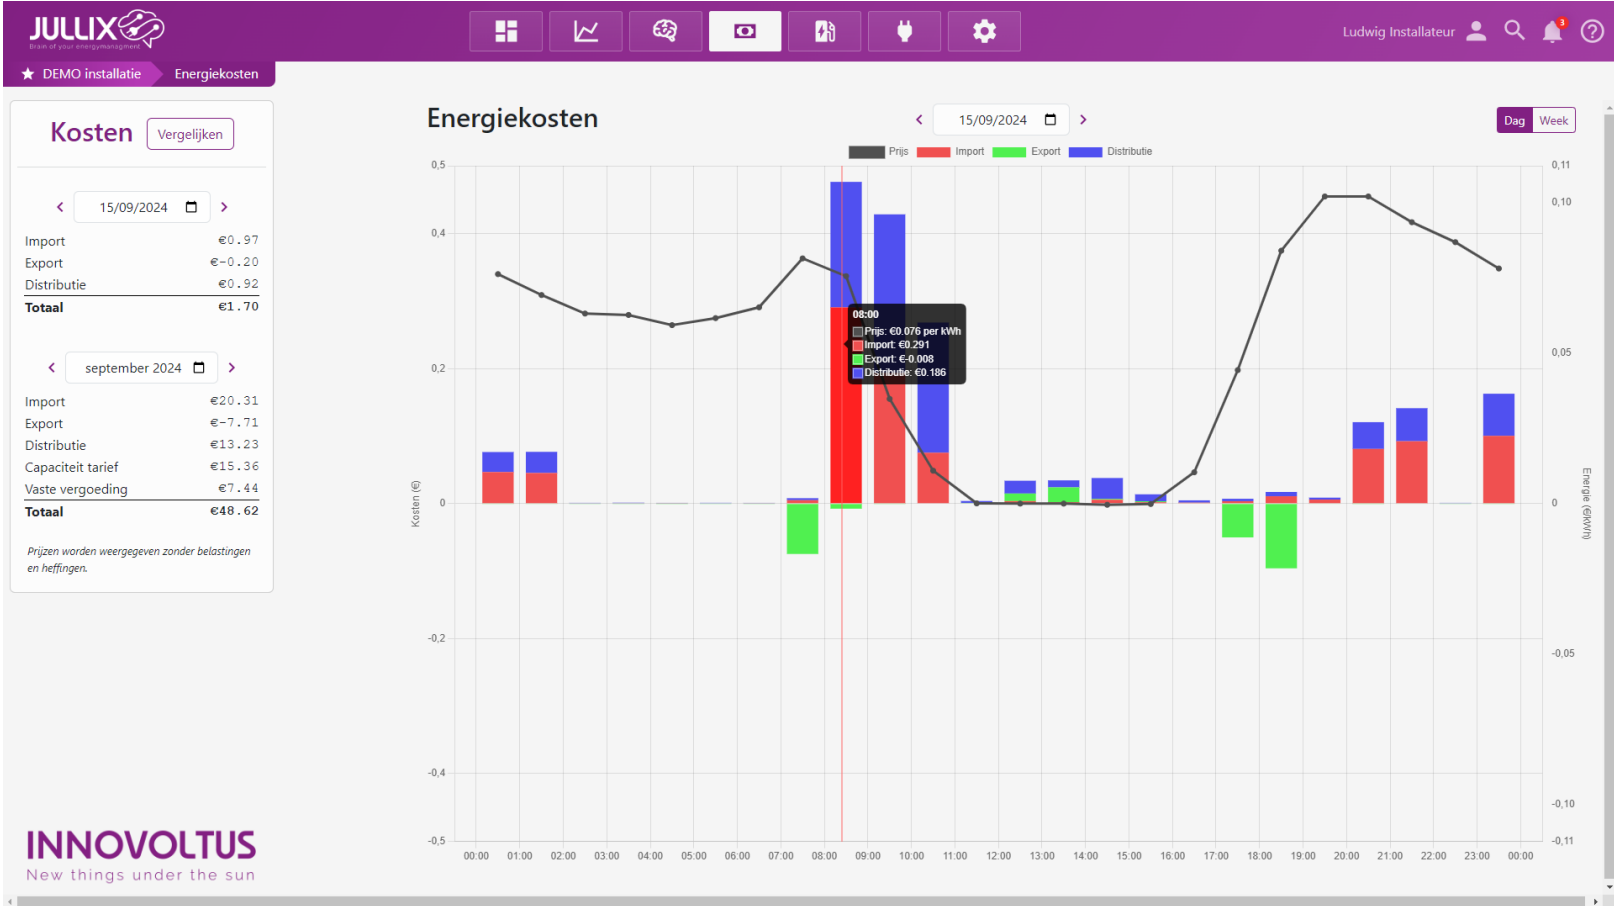 JULLIX
Brain of your energymanagment
Ludwig Installateur
3
DEMO installatie
Energiekosten
Kosten
Vergelijken
15/09/2024
Import €0.97
Export €-0.20
Distributie €0.92
Totaal €1.70
september 2024
Import €20.31
Export €-7.71
Distributie €13.23
Capaciteit tarief €15.36
Vaste vergoeding €7.44
Totaal €48.62
Prijzen worden weergegeven zonder belastingen
en heffingen.
INNOVOLTUS
New things under the sun
Energiekosten
15/09/2024
Dag Week
Prijs Import Export Distributie
0,5
0,4
0,2
0
-0,2
-0,4
-0,5
Kosten (€)
08:00
Prijs: €0.076 per kWh
Import: €0.291
Export: €-0.008
Distributie: €0.186
0,11
0,10
0,05
0
-0,05
-0,10
-0,11
Energie (€/kWh)
00:00 01:00 02:00 03:00 04:00 05:00 06:00 07:00 08:00 09:00 10:00 11:00 12:00 13:00 14:00 15:00 16:00 17:00 18:00 19:00 20:00 21:00 22:00 23:00 00:00